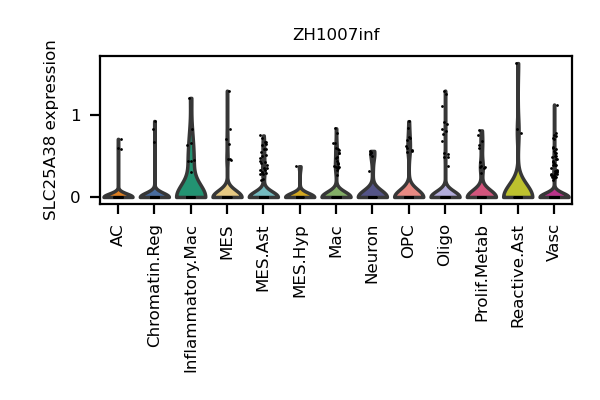 ZH1007inf
SLC25A38 expression
1
0
AC
Chromatin.Reg
Inflammatory.Mac
MES
MES.Ast
MES.Hyp
Mac
Neuron
OPC
Oligo
Prolif.Metab
Reactive.Ast
Vasc